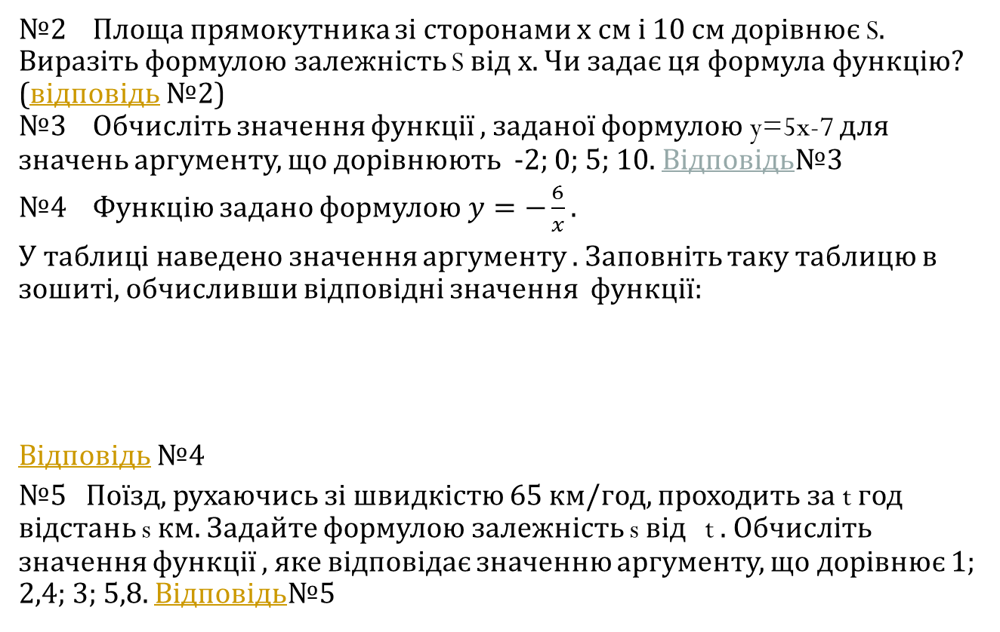 №2 Площа прямокутника зі сторонами x см і 10 см дорівнює S.
Виразіть формулою залежність S від x. Чи задає ця формула функцію?
(відповідь №2)
№3 Обчисліть значення функції , заданої формулою y=5x-7 для
значень аргументу, що дорівнюють -2; 0; 5; 10. Відповідь№3
№4 Функцію задано формулою y = −6/x.
У таблиці наведено значення аргументу . Заповніть таку таблицю в
зошиті, обчисливши відповідні значення функції:
Відповідь №4
№5 Поїзд, рухаючись зі швидкістю 65 км/год, проходить за t год
відстань s км. Задайте формулою залежність s від t . Обчисліть
значення функції , яке відповідає значенню аргументу, що дорівнює 1;
2,4; 3; 5,8. Відповідь№5